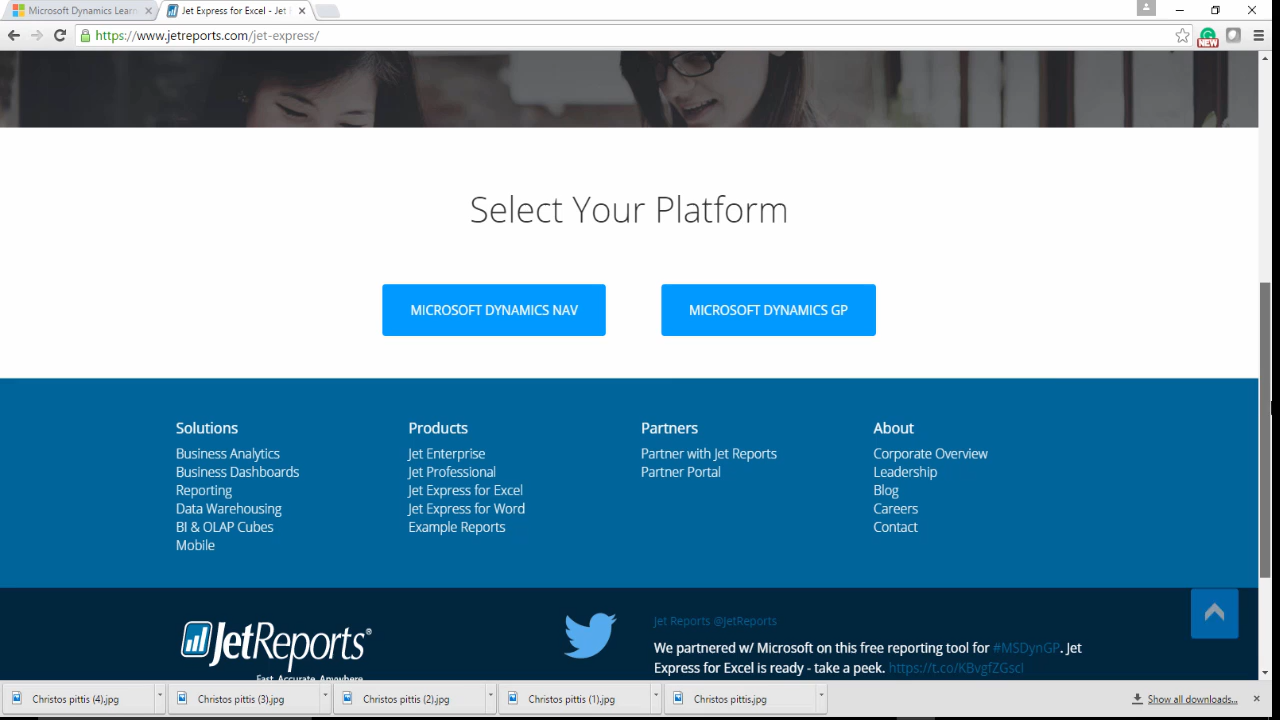 Microsoft Dynamics Learn
Jet Express for Excel - Jet
https://www.jetreports.com/jet-express/
NEW
Select Your Platform
MICROSOFT DYNAMICS NAV
MICROSOFT DYNAMICS GP
Solutions
Business Analytics
Business Dashboards
Reporting
Data Warehousing
BI & OLAP Cubes
Mobile
Products
Jet Enterprise
Jet Professional
Jet Express for Excel
Jet Express for Word
Example Reports
Partners
Partner with Jet Reports
Partner Portal
About
Corporate Overview
Leadership
Blog
Careers
Contact
JetReports®
Fast. Accurate. Anywhere.
Jet Reports @JetReports
We partnered w/ Microsoft on this free reporting tool for #MSDynGP. Jet
Express for Excel is ready - take a peek. https://t.co/KBvgfZGscI
Christos pittis (4).jpg
Christos pittis (3).jpg
Christos pittis (2).jpg
Christos pittis (1).jpg
Christos pittis.jpg
Show all downloads...